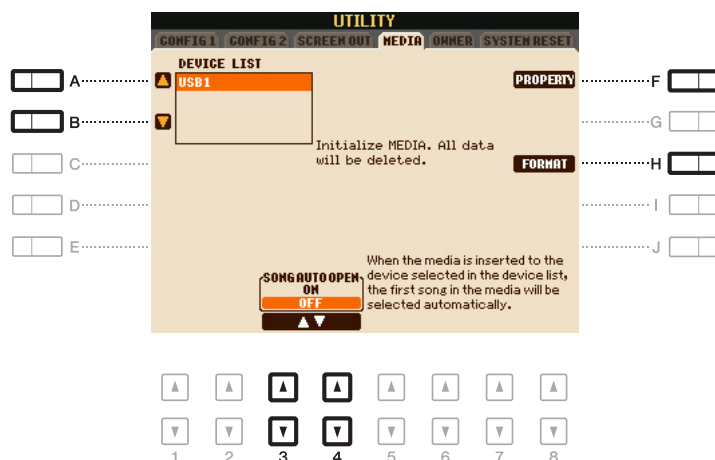 UTILITY
CONFIG 1 CONFIG 2 SCREEN OUT MEDIA OWNER SYSTEM RESET
DEVICE LIST
USB1
PROPERTY
Initialize MEDIA. All data
will be deleted.
FORMAT
When the media is inserted to the
device selected in the device list,
the first song in the media will be
selected automatically.
SONG AUTO OPEN
ON
OFF
A
B
C
D
E
F
G
H
I
J
1 2 3 4 5 6 7 8